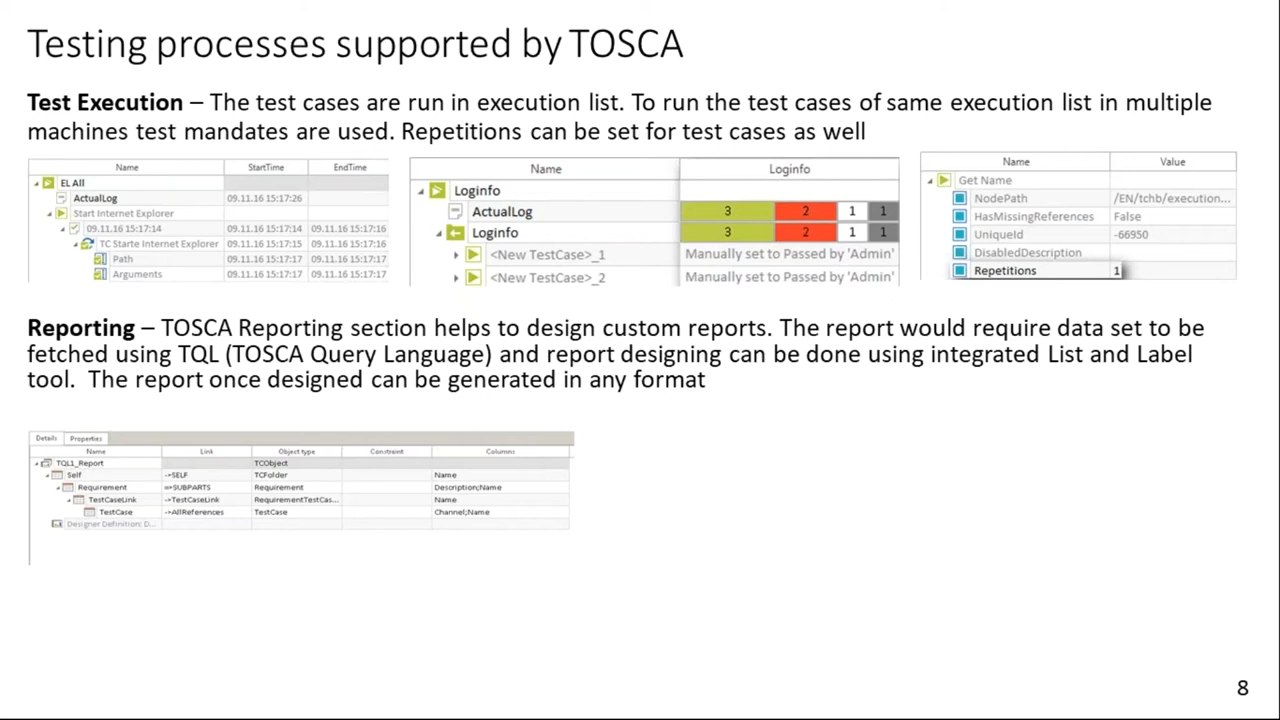 Testing processes supported by TOSCA
Test Execution – The test cases are run in execution list. To run the test cases of same execution list in multiple
machines test mandates are used. Repetitions can be set for test cases as well
Name StartTime EndTime
EL All
ActualLog 09.11.16 15:17:26
Start Internet Explorer
09.11.16 15:17:14 09.11.16 15:17:14 09.11.16 15:17:16
TC Starte Internet Explorer 09.11.16 15:17:15 09.11.16 15:17:16
Path 09.11.16 15:17:17 09.11.16 15:17:17
Arguments 09.11.16 15:17:17 09.11.16 15:17:17
Name Loginfo
Loginfo
ActualLog 3 2 1 1
Loginfo 3 2 1 1
<New TestCase>_1 Manually set to Passed by 'Admin'
<New TestCase>_2 Manually set to Passed by 'Admin'
Name Value
Get Name
NodePath /EN/tchb/execution...
HasMissingReferences False
UniqueId -66950
DisabledDescription
Repetitions 1
Reporting – TOSCA Reporting section helps to design custom reports. The report would require data set to be
fetched using TQL (TOSCA Query Language) and report designing can be done using integrated List and Label
tool. The report once designed can be generated in any format
Details Properties
Name Link Object type Constraint Columns
TQL1_Report TCObject
Self ->SELF TCFolder Name
Requirement =>SUBPARTS Requirement Description;Name
TestCaseLink ->TestCaseLink RequirementTestCas... Name
TestCase ->AllReferences TestCase Channel;Name
Designer Definition: D...
8